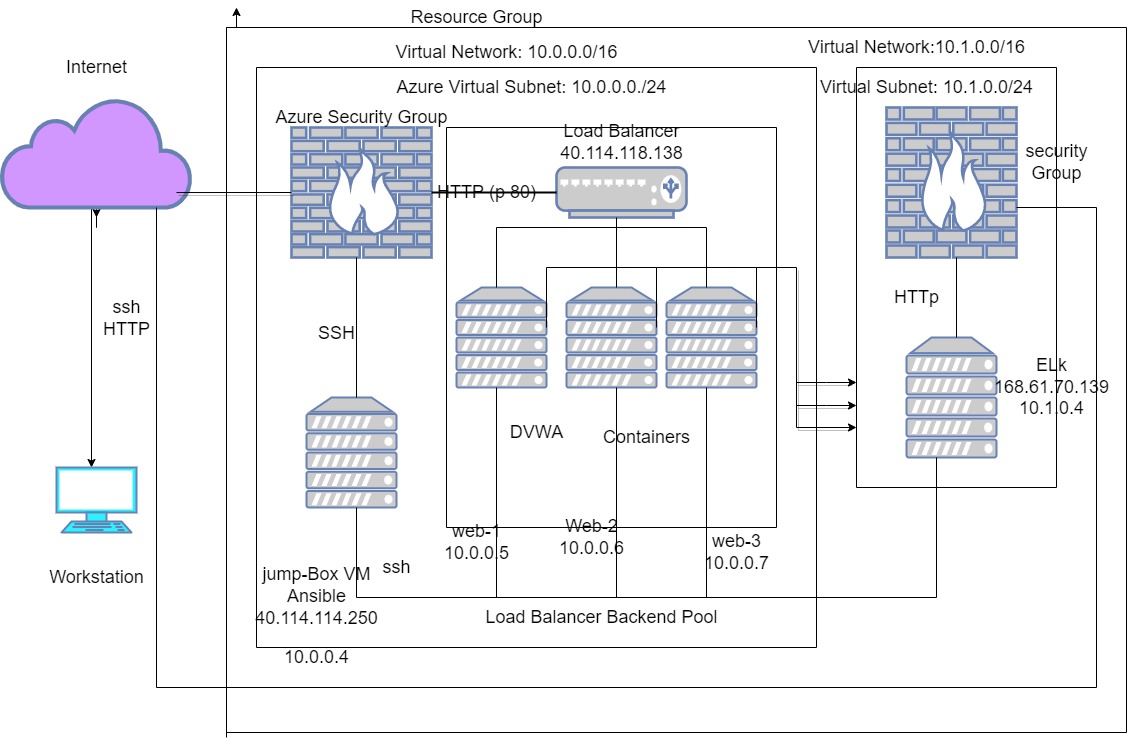 Resource Group
Virtual Network: 10.0.0.0/16
Virtual Network:10.1.0.0/16
Internet
Azure Virtual Subnet: 10.0.0.0./24
Virtual Subnet: 10.1.0.0/24
Azure Security Group
Load Balancer
40.114.118.138
security
Group
HTTP (p 80)
ssh
HTTP
HTTp
SSH
ELk
168.61.70.139
10.1.0.4
DVWA
Containers
web-1
10.0.0.5
Web-2
10.0.0.6
web-3
10.0.0.7
Workstation
jump-Box VM
Ansible
40.114.114.250
10.0.0.4
ssh
Load Balancer Backend Pool